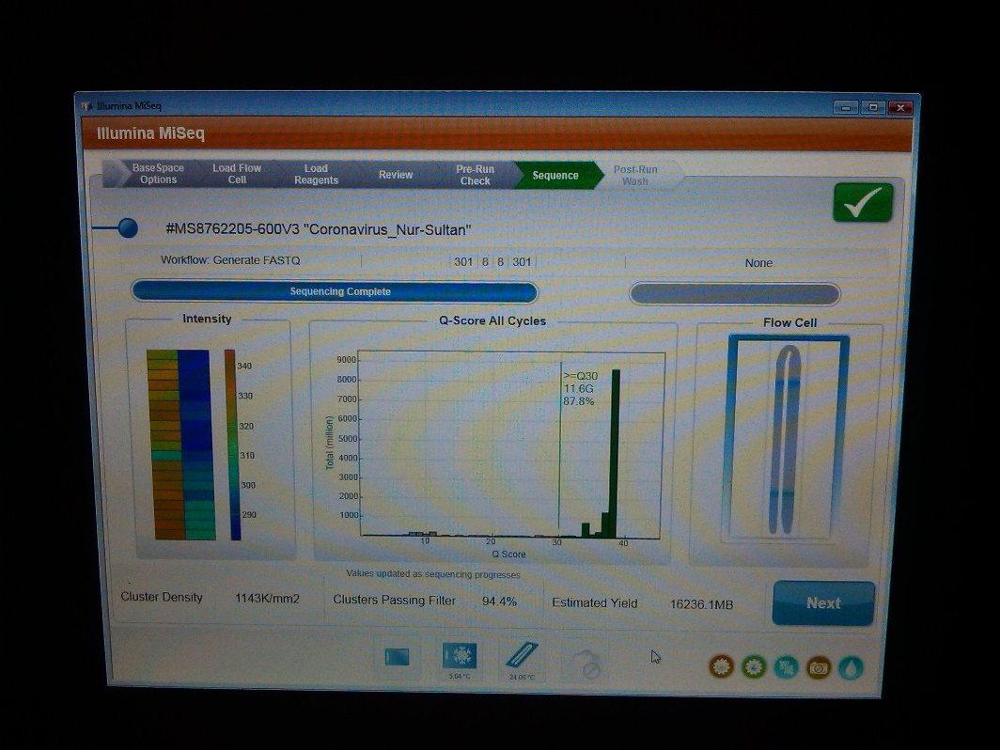 Illumina MiSeq
Illumina MiSeq
BaseSpace Options
Load Flow Cell
Load Reagents
Review
Pre-Run Check
Sequence
Post-Run Wash
#MS8762205-600V3 "Coronavirus_Nur-Sultan"
Workflow: Generate FASTQ
301 | 8 | 8 | 301
None
Sequencing Complete
Intensity
340
330
320
310
300
290
Q-Score All Cycles
9000
8000
7000
6000
5000
4000
3000
2000
1000
Total (million)
>=Q30
11.6G
87.8%
10 20 30 40
Q Score
Flow Cell
Values updated as sequencing progresses
Cluster Density 1143K/mm2
Clusters Passing Filter 94.4%
Estimated Yield 16236.1MB
Next
5.84 °C
24.06 °C